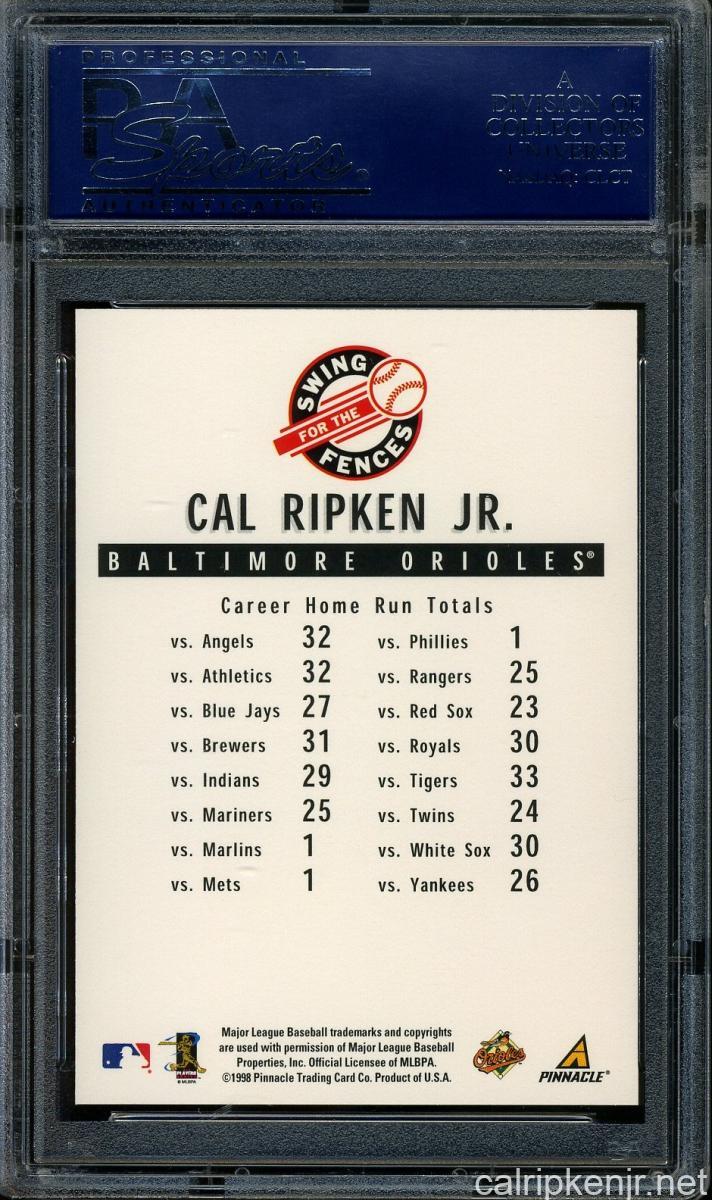 PROFESSIONAL
PSA
Sports
AUTHENTICATOR
A
DIVISION OF
COLLECTORS
UNIVERSE
NASDAQ: CLCT
SWING
FOR THE
FENCES
CAL RIPKEN JR.
BALTIMORE ORIOLES®
Career Home Run Totals
vs. Angels 32 vs. Phillies 1
vs. Athletics 32 vs. Rangers 25
vs. Blue Jays 27 vs. Red Sox 23
vs. Brewers 31 vs. Royals 30
vs. Indians 29 vs. Tigers 33
vs. Mariners 25 vs. Twins 24
vs. Marlins 1 vs. White Sox 30
vs. Mets 1 vs. Yankees 26
Major League Baseball trademarks and copyrights
are used with permission of Major League Baseball
Properties, Inc. Official Licensee of MLBPA.
©1998 Pinnacle Trading Card Co. Product of U.S.A.
PLAYERS
© MLBPA
Orioles
PINNACLE®
calripkenjr.net